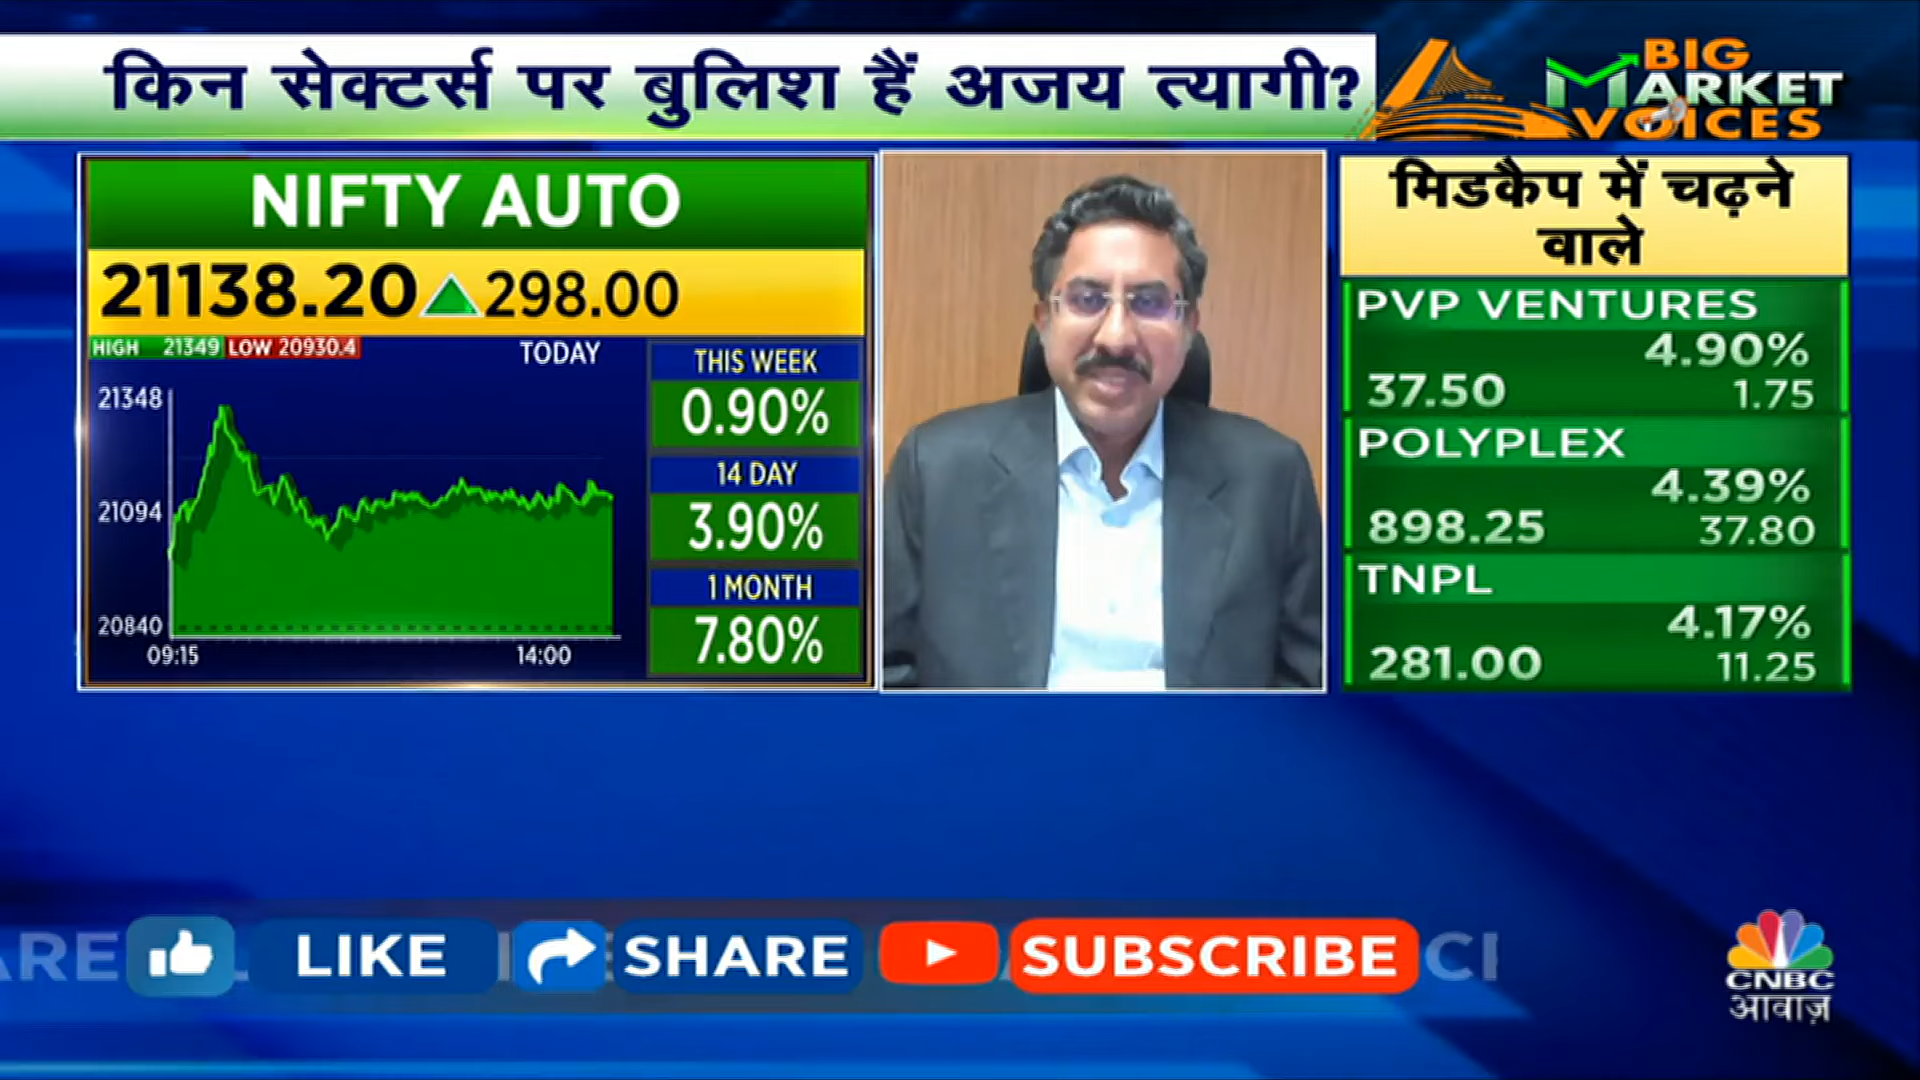 किन सेक्टर्स पर बुलिश हैं अजय त्यागी?
BIG
MARKET
VOICES
NIFTY AUTO
21138.20 298.00
HIGH 21349 LOW 20930.4
TODAY
21348
21094
20840
09:15 14:00
THIS WEEK
0.90%
14 DAY
3.90%
1 MONTH
7.80%
मिडकैप में चढ़ने
वाले
PVP VENTURES
4.90%
37.50 1.75
POLYPLEX
4.39%
898.25 37.80
TNPL
4.17%
281.00 11.25
LIKE SHARE SUBSCRIBE
CNBC
आवाज़